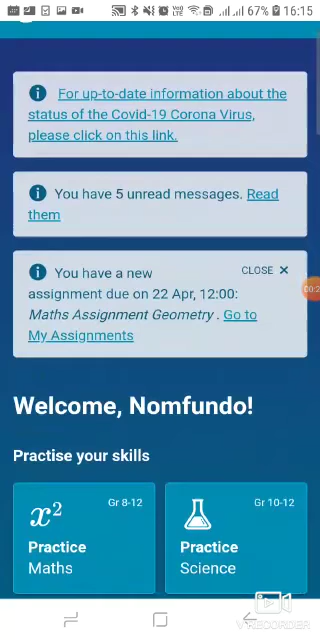 67% 16:15
For up-to-date information about the
status of the Covid-19 Corona Virus,
please click on this link.
You have 5 unread messages. Read
them
You have a new
CLOSE ×
assignment due on 22 Apr, 12:00:
Maths Assignment Geometry . Go to
My Assignments
Welcome, Nomfundo!
Practise your skills
x² Gr 8-12
Practice
Maths
Gr 10-12
Practice
Science